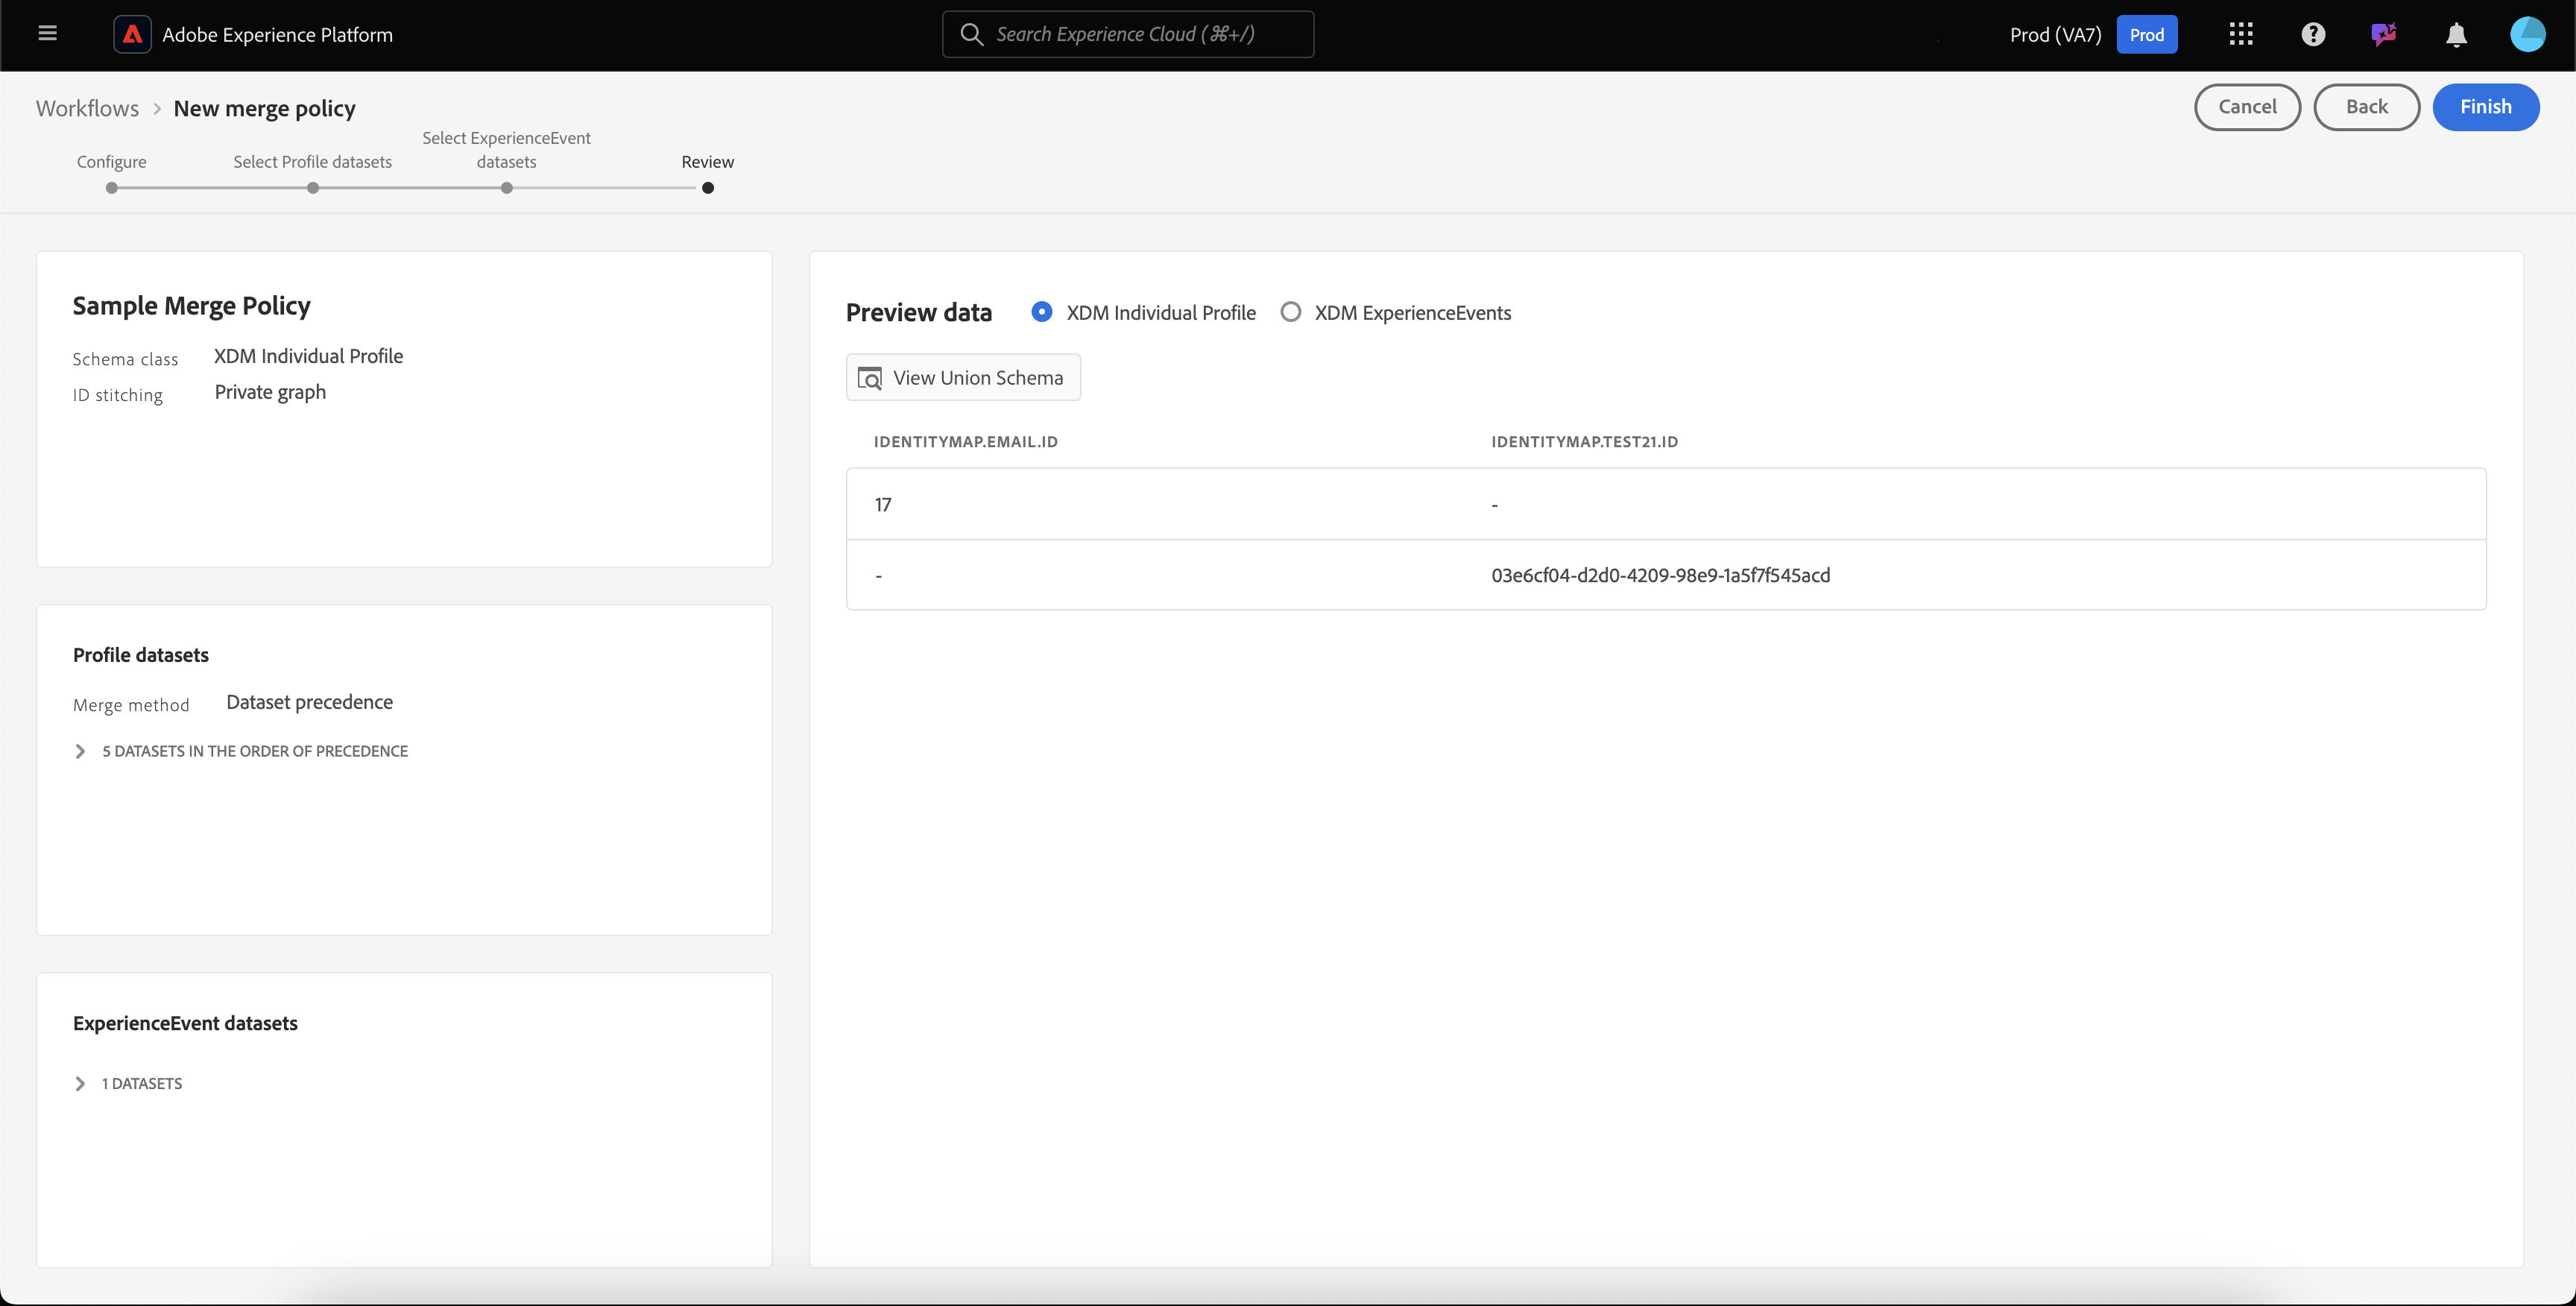 Adobe Experience Platform
Search Experience Cloud (⌘+/)
Prod (VA7)
Prod
Workflows > New merge policy
Cancel
Back
Finish
Configure
Select Profile datasets
Select ExperienceEvent
datasets
Review
Sample Merge Policy
Schema class XDM Individual Profile
ID stitching Private graph
Profile datasets
Merge method Dataset precedence
5 DATASETS IN THE ORDER OF PRECEDENCE
ExperienceEvent datasets
1 DATASETS
Preview data
XDM Individual Profile
XDM ExperienceEvents
View Union Schema
IDENTITYMAP.EMAIL.ID IDENTITYMAP.TEST21.ID
17 -
- 03e6cf04-d2d0-4209-98e9-1a5f7f545acd